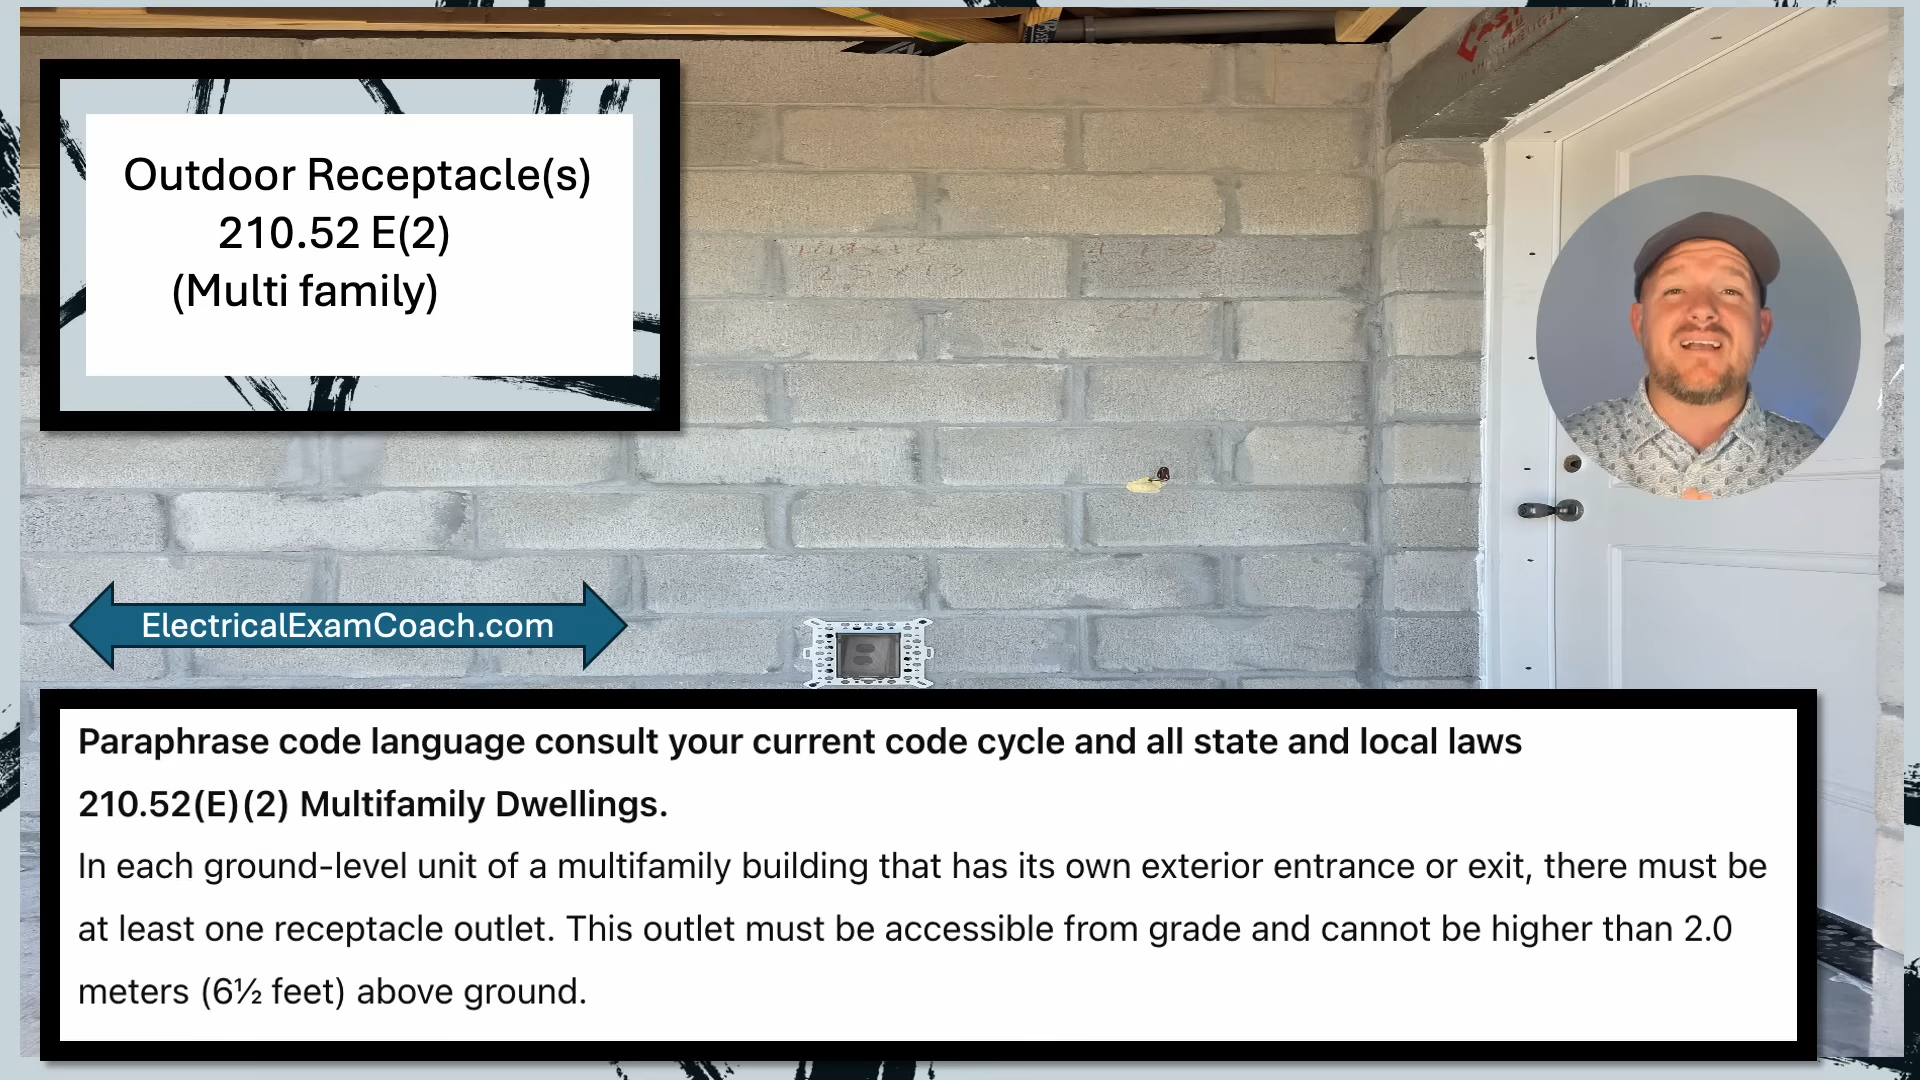 Outdoor Receptacle(s)
210.52 E(2)
(Multi family)
ElectricalExamCoach.com
Paraphrase code language consult your current code cycle and all state and local laws
210.52(E)(2) Multifamily Dwellings.
In each ground-level unit of a multifamily building that has its own exterior entrance or exit, there must be
at least one receptacle outlet. This outlet must be accessible from grade and cannot be higher than 2.0
meters (6½ feet) above ground.